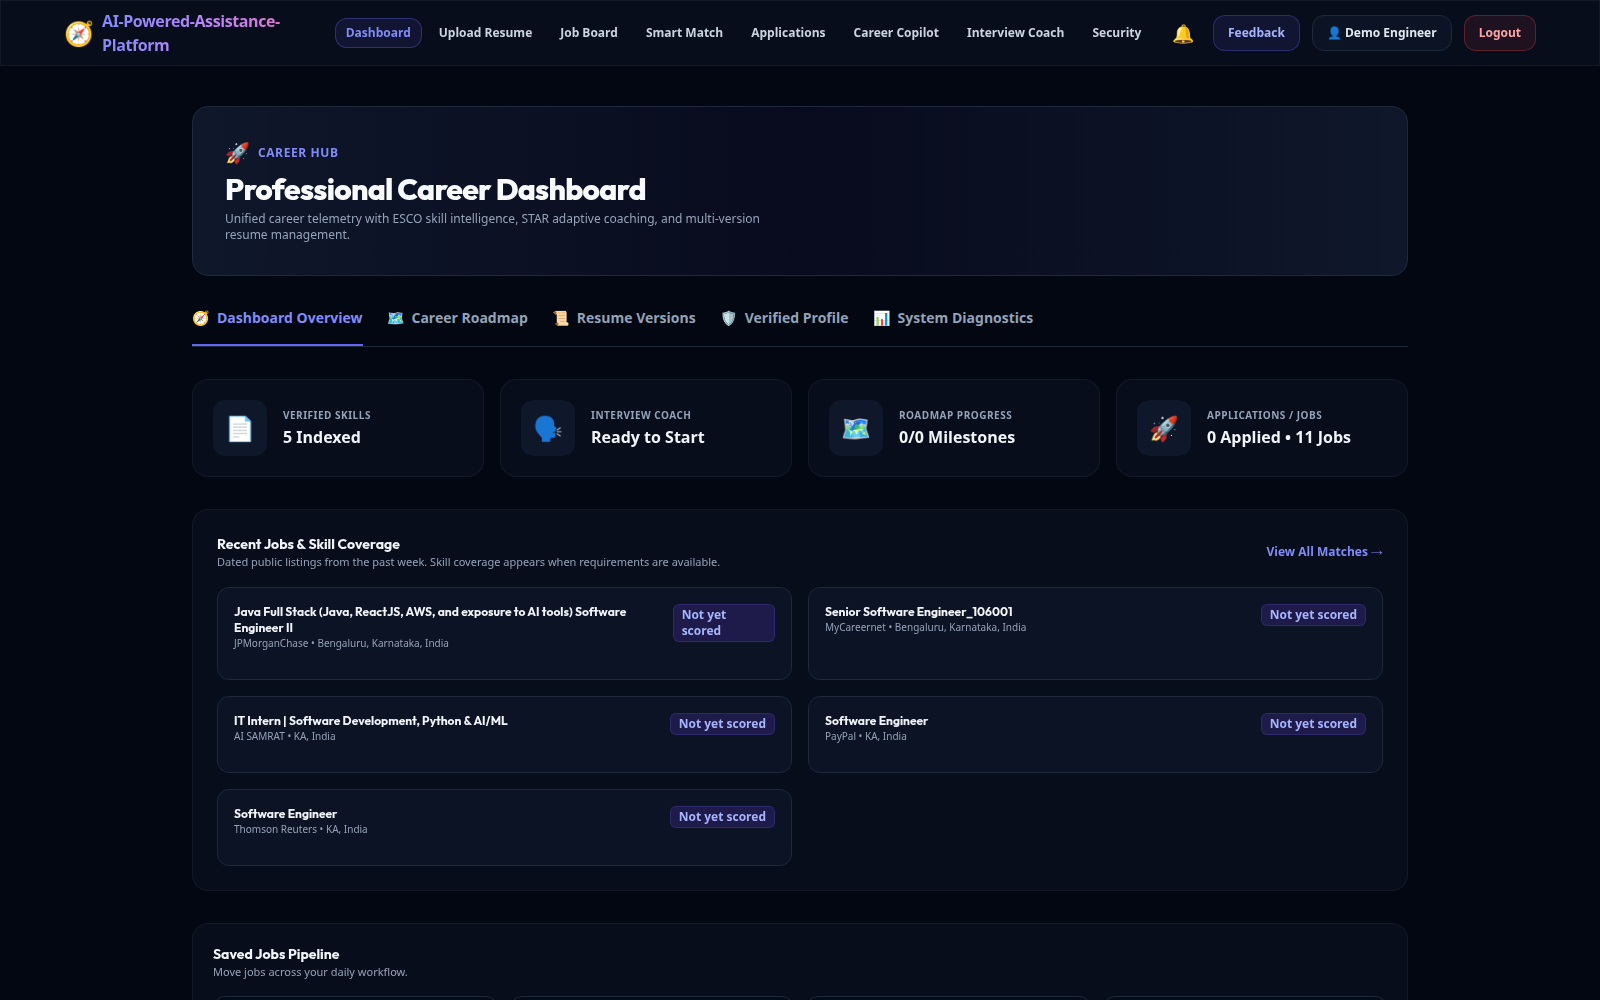 AI-Powered-Assistance-
Platform
Dashboard
Upload Resume
Job Board
Smart Match
Applications
Career Copilot
Interview Coach
Security
Feedback
Demo Engineer
Logout
CAREER HUB
Professional Career Dashboard
Unified career telemetry with ESCO skill intelligence, STAR adaptive coaching, and multi-version
resume management.
Dashboard Overview
Career Roadmap
Resume Versions
Verified Profile
System Diagnostics
VERIFIED SKILLS
5 Indexed
INTERVIEW COACH
Ready to Start
ROADMAP PROGRESS
0/0 Milestones
APPLICATIONS / JOBS
0 Applied • 11 Jobs
Recent Jobs & Skill Coverage
Dated public listings from the past week. Skill coverage appears when requirements are available.
View All Matches →
Java Full Stack (Java, ReactJS, AWS, and exposure to AI tools) Software
Engineer II
JPMorganChase • Bengaluru, Karnataka, India
Not yet
scored
Senior Software Engineer_106001
MyCareernet • Bengaluru, Karnataka, India
Not yet scored
IT Intern | Software Development, Python & AI/ML
AI SAMRAT • KA, India
Not yet scored
Software Engineer
PayPal • KA, India
Not yet scored
Software Engineer
Thomson Reuters • KA, India
Not yet scored
Saved Jobs Pipeline
Move jobs across your daily workflow.